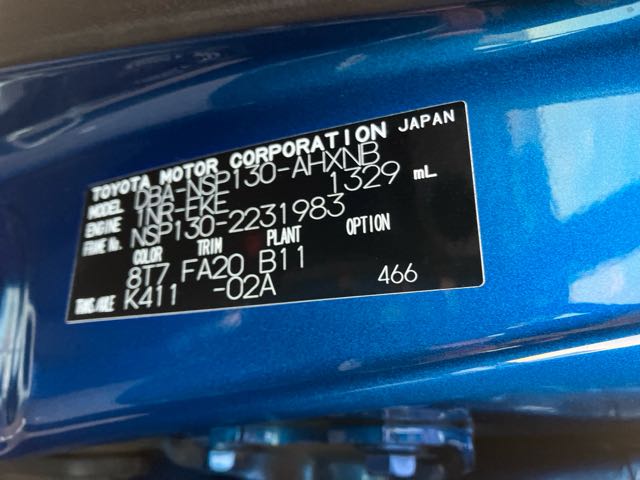 TOYOTA MOTOR CORPORATION JAPAN
MODEL DBA-NSP130-AHXNB
ENGINE 1NR-FKE 1329 mL
FRAME No. NSP130-2231983
COLOR TRIM PLANT OPTION
8T7 FA20 B11
TRANS/AXLE K411 -02A 466